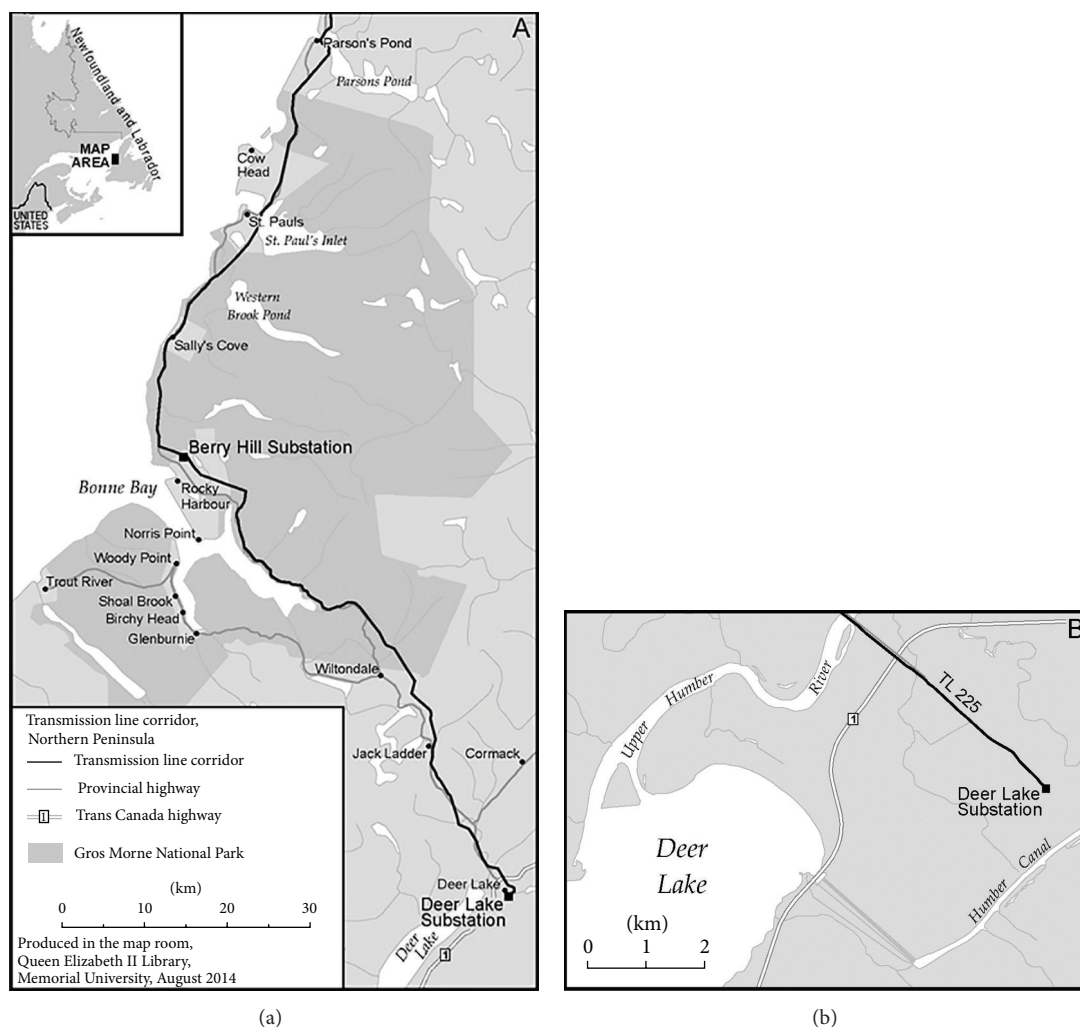 A
Newfoundland and Labrador
MAP
AREA
UNITED
STATES
Parson's Pond
Parsons Pond
Cow
Head
St. Pauls
St. Paul's Inlet
Western
Brook Pond
Sally's Cove
Berry Hill Substation
Bonne Bay
Rocky
Harbour
Norris Point
Woody Point
Trout River
Shoal Brook
Birchy Head
Glenburnie
Wiltondale
Jack Ladder
Cormack
Deer Lake
Deer Lake
Substation
Deer
Lake
1
Transmission line corridor,
Northern Peninsula
Transmission line corridor
Provincial highway
1 Trans Canada highway
Gros Morne National Park
(km)
0 10 20 30
Produced in the map room,
Queen Elizabeth II Library,
Memorial University, August 2014
(a)
B
Upper Humber River
TL 225
1
Deer Lake
Substation
Humber Canal
Deer
Lake
(km)
0 1 2
(b)